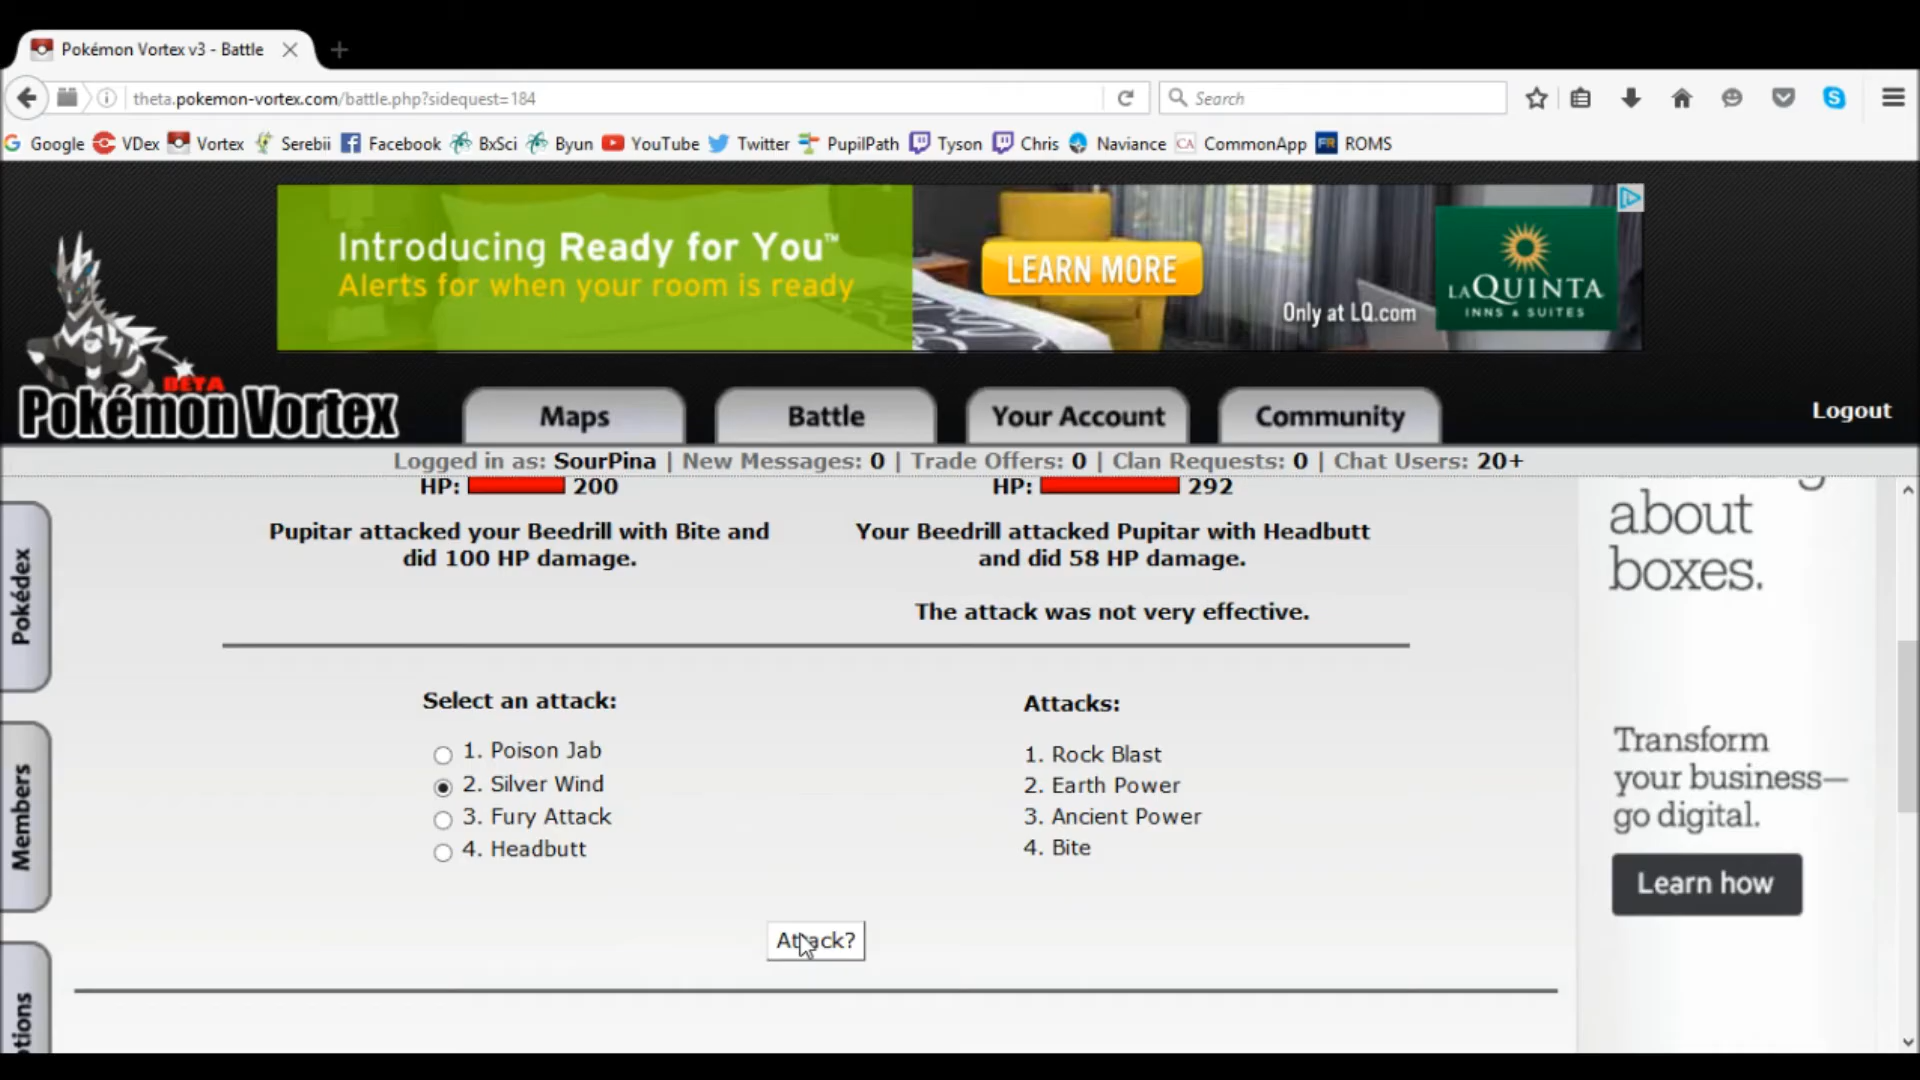 Pokémon Vortex v3 - Battle
theta.pokemon-vortex.com/battle.php?sidequest=184
Search
Google VDex Vortex Serebii Facebook BxSci Byun YouTube Twitter PupilPath Tyson Chris Naviance CA CommonApp FR ROMS
Introducing Ready for You™
Alerts for when your room is ready
LEARN MORE
Only at LQ.com
LAQUINTA
INNS & SUITES
BETA
Pokémon Vortex
Maps
Battle
Your Account
Community
Logout
Logged in as: SourPina | New Messages: 0 | Trade Offers: 0 | Clan Requests: 0 | Chat Users: 20+
HP: 200
HP: 292
Pupitar attacked your Beedrill with Bite and
did 100 HP damage.
Your Beedrill attacked Pupitar with Headbutt
and did 58 HP damage.
The attack was not very effective.
Select an attack:
1. Poison Jab
2. Silver Wind
3. Fury Attack
4. Headbutt
Attacks:
1. Rock Blast
2. Earth Power
3. Ancient Power
4. Bite
Attack?
Pokédex
Members
about
boxes.
Transform
your business—
go digital.
Learn how